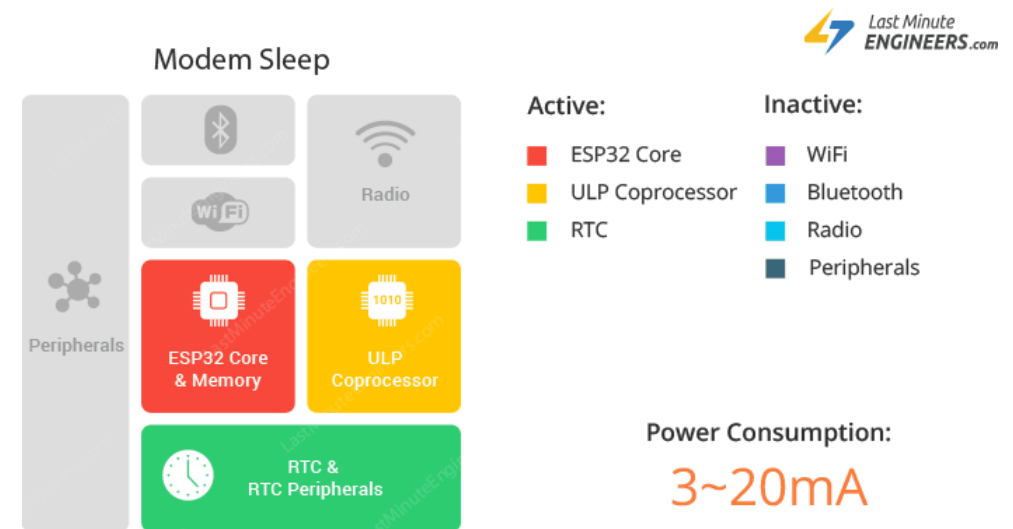 Last Minute
ENGINEERS.com
Modem Sleep
Active:
ESP32 Core
ULP Coprocessor
RTC
Inactive:
WiFi
Bluetooth
Radio
Peripherals
Peripherals
WiFi
Radio
ESP32 Core
& Memory
1010
ULP
Coprocessor
RTC &
RTC Peripherals
Power Consumption:
3~20mA